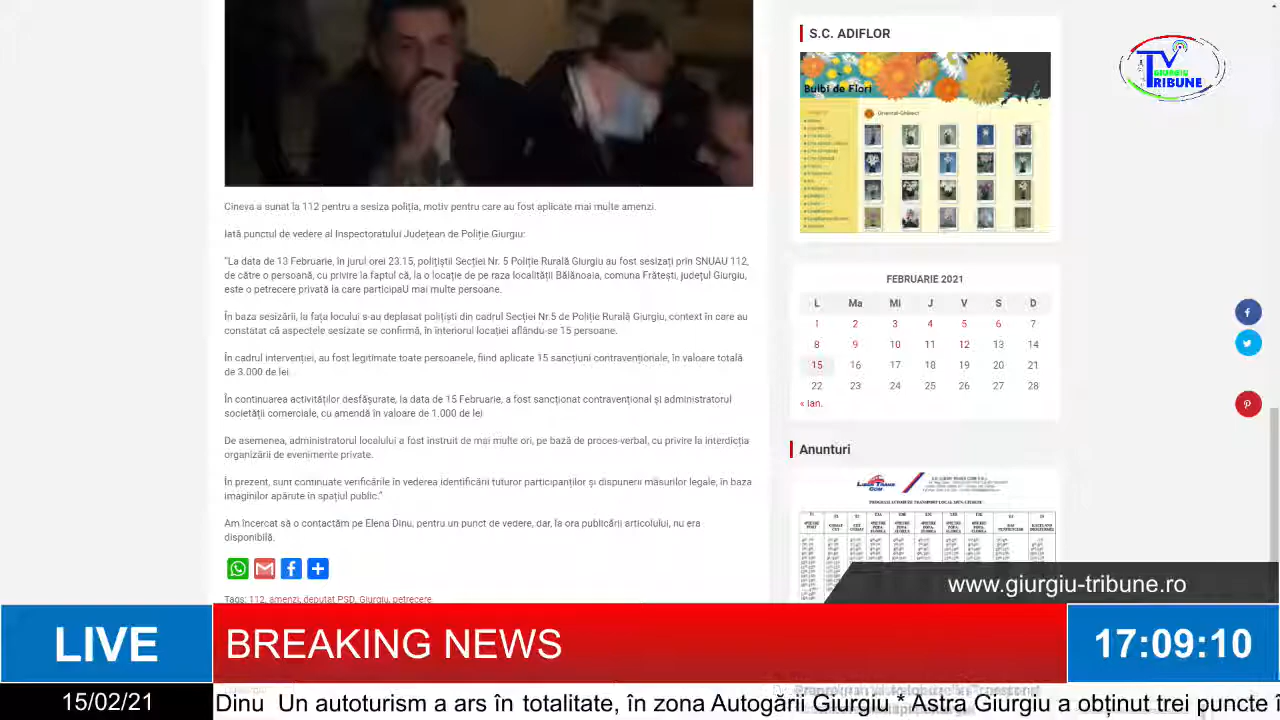 Cineva a sunat la 112 pentru a sesiza poliția, motiv pentru care au fost aplicate mai multe amenzi.
Iată punctul de vedere al Inspectoratului Județean de Poliție Giurgiu:
"La data de 13 Februarie, în jurul orei 23.15, polițiștii Secției Nr. 5 Poliție Rurală Giurgiu au fost sesizați prin SNUAU 112,
de către o persoană, cu privire la faptul că, la o locație de pe raza localității Bălănoaia, comuna Frătești, județul Giurgiu,
este o petrecere privată la care participaU mai multe persoane.
În baza sesizării, la fața locului s-au deplasat polițiști din cadrul Secției Nr.5 de Poliție Rurală Giurgiu, context în care au
constatat că aspectele sesizate se confirmă, în interiorul locației aflându-se 15 persoane.
În cadrul intervenției, au fost legitimate toate persoanele, fiind aplicate 15 sancțiuni contravenționale, în valoare totală
de 3.000 de lei.
În continuarea activităților desfășurate, la data de 15 Februarie, a fost sancționat contravențional și administratorul
societății comerciale, cu amendă în valoare de 1.000 de lei
De asemenea, administratorul localului a fost instruit de mai multe ori, pe bază de proces-verbal, cu privire la interdicția
organizării de evenimente private.
În prezent, sunt continuate verificările în vederea identificării tuturor participanților și dispunerii măsurilor legale, în baza
imaginilor apărute în spațiul public."
Am încercat să o contractăm pe Elena Dinu, pentru un punct de vedere, dar, la ora publicării articolului, nu era
disponibilă.
Tags: 112, amenzi, deputat PSD, Giurgiu, petrecere
S.C. ADIFLOR
Bulbi de Flori
FEBRUARIE 2021
L Ma Mi J V S D
1 2 3 4 5 6 7
8 9 10 11 12 13 14
15 16 17 18 19 20 21
22 23 24 25 26 27 28
« ian.
Anunturi
TV
GIURGIU
TRIBUNE
www.giurgiu-tribune.ro
LIVE
BREAKING NEWS
17:09:10
15/02/21
Dinu Un autoturism a ars în totalitate, în zona Autogării Giurgiu * Astra Giurgiu a obținut trei puncte